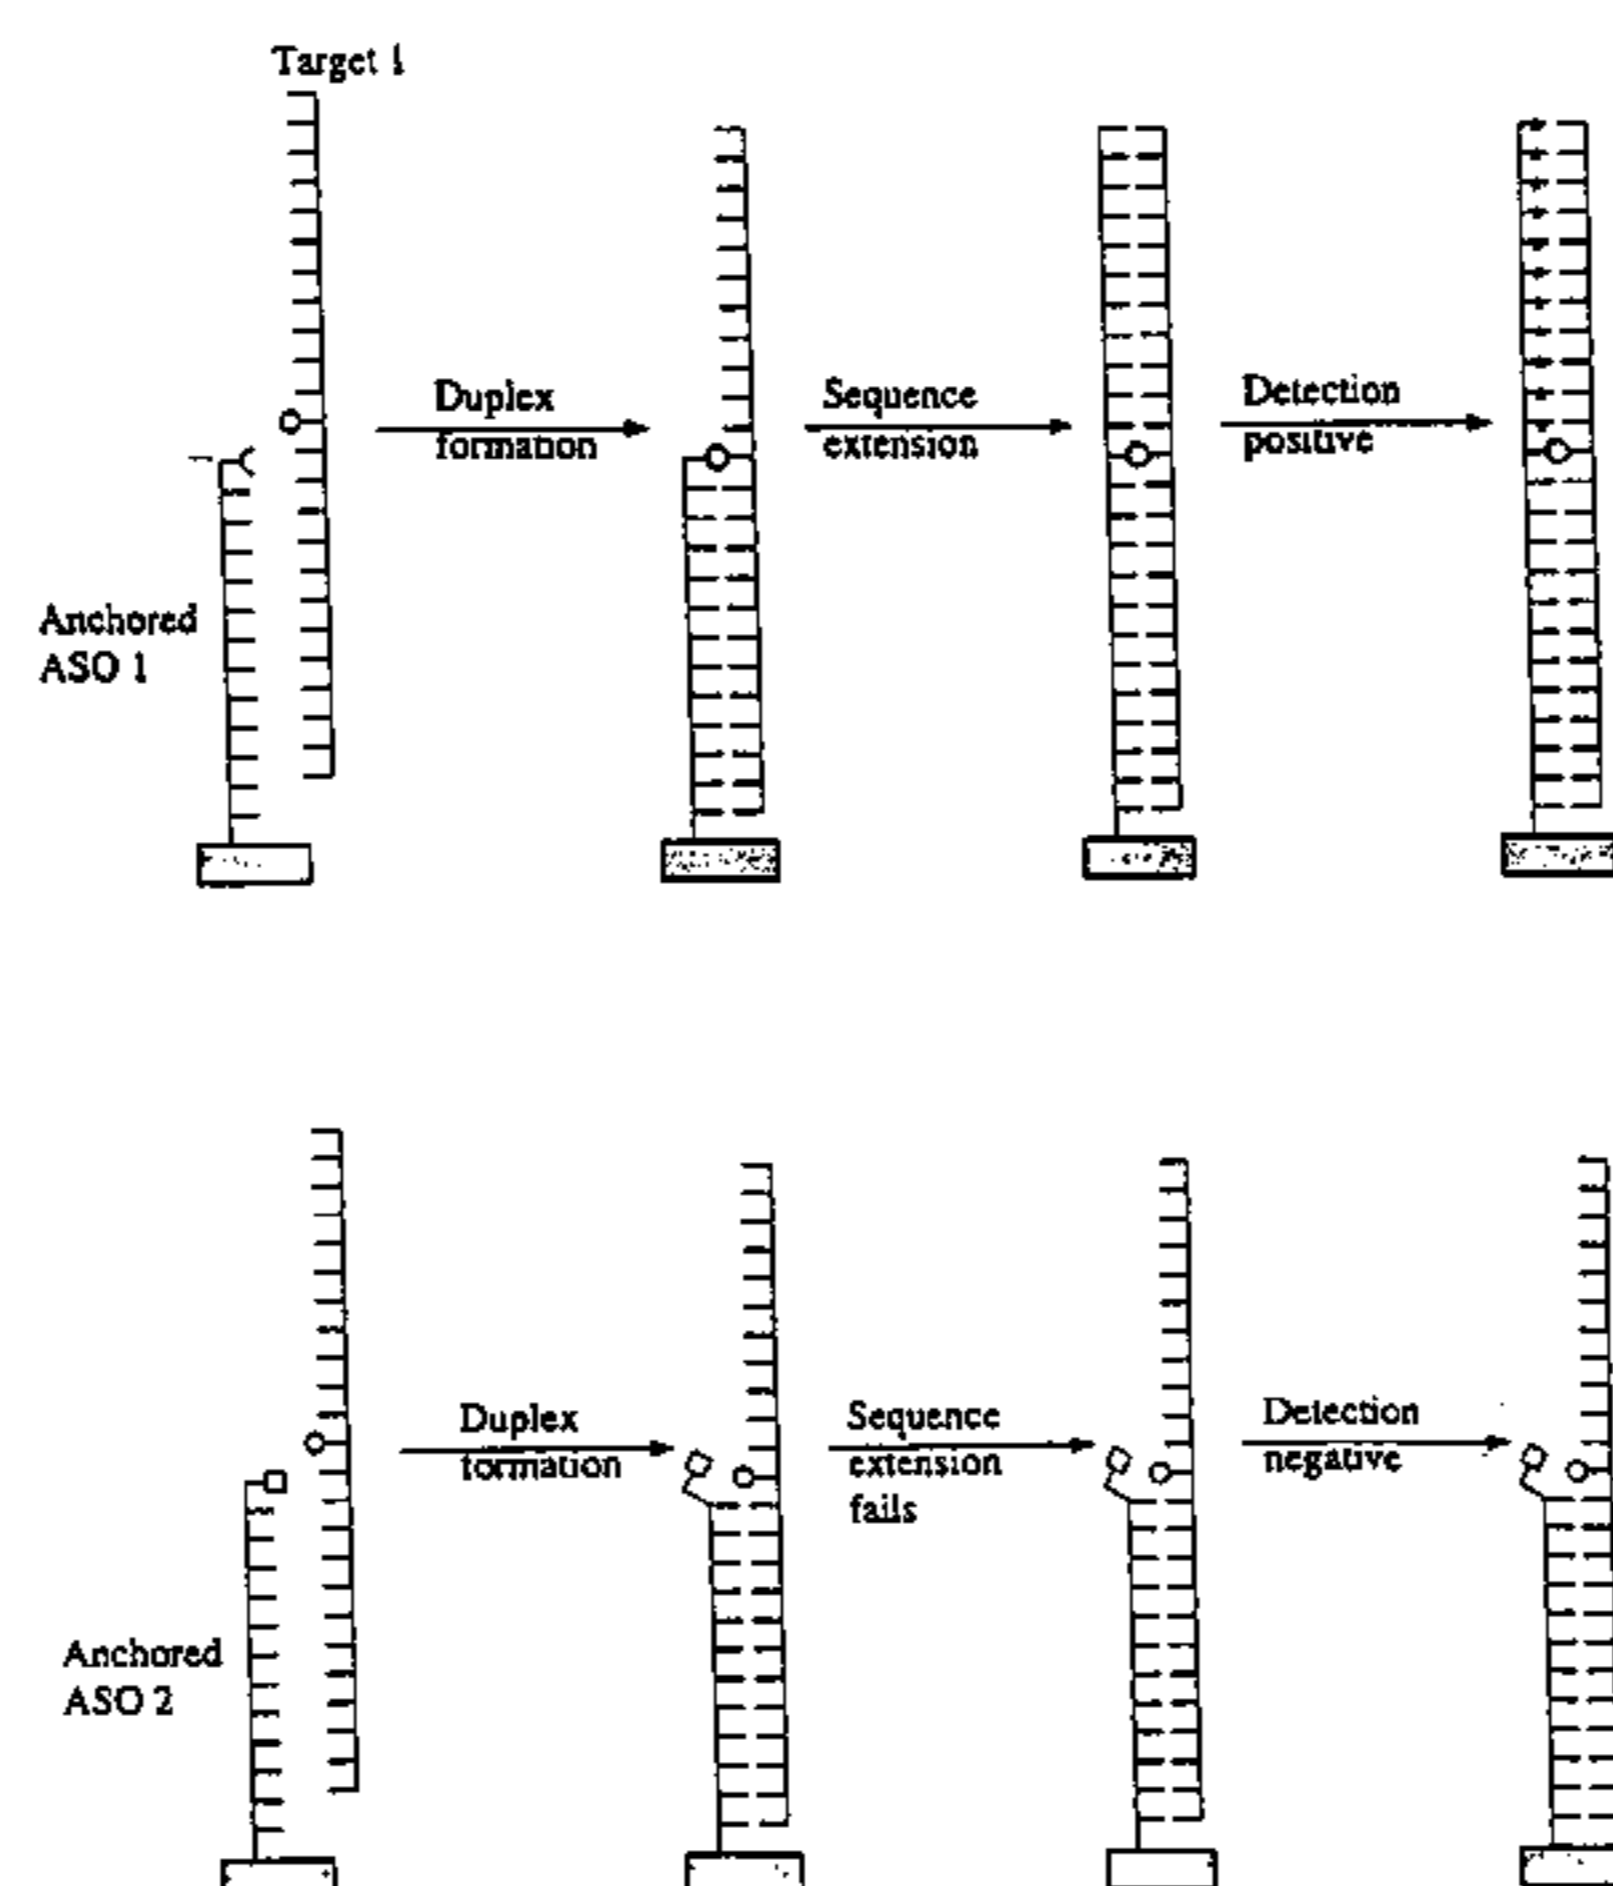 Target 1
Duplex
formation
Sequence
extension
Detection
positive
Anchored
ASO 1
Duplex
formation
Sequence
extension
fails
Detection
negative
Anchored
ASO 2